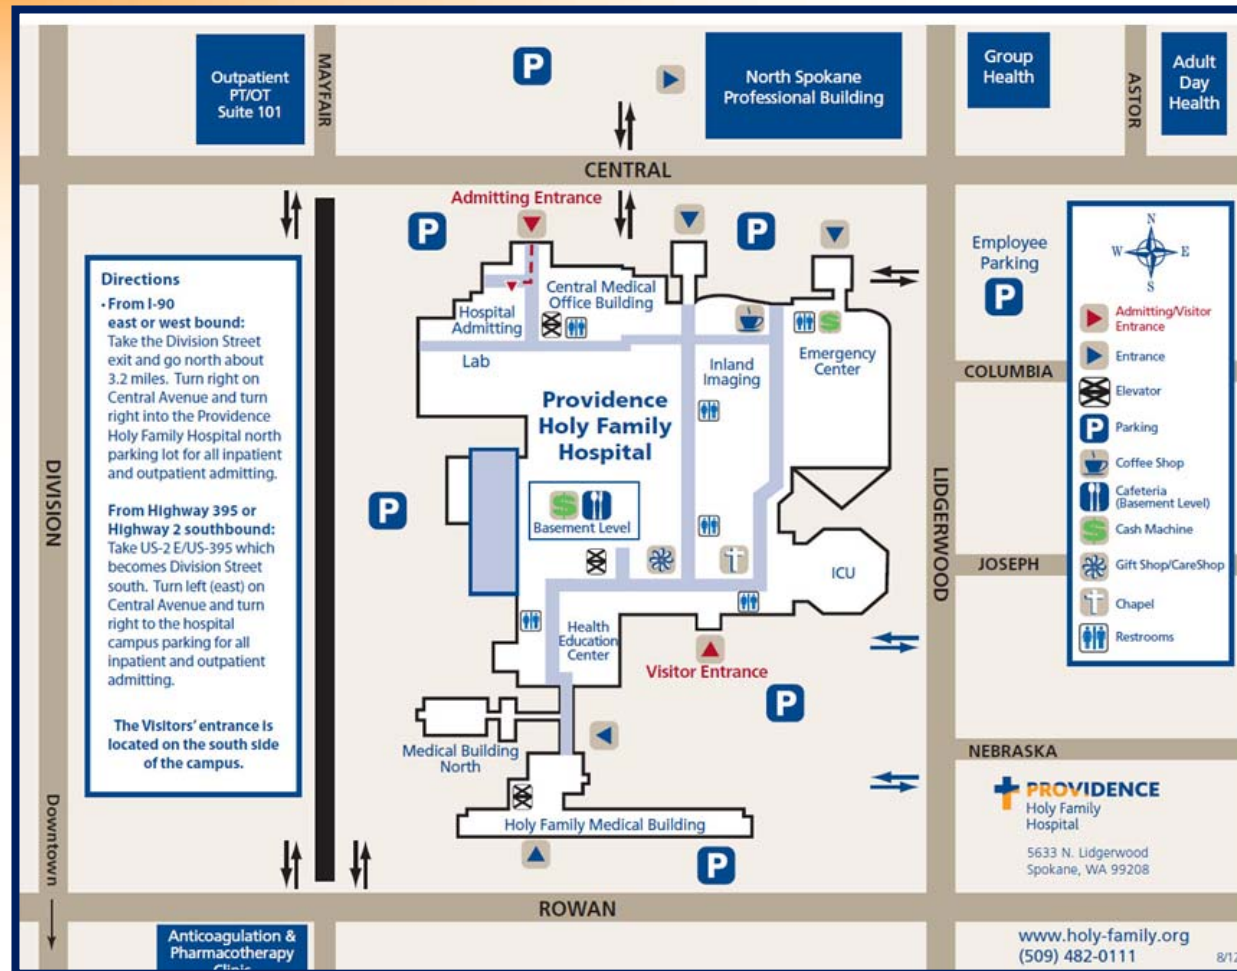 Outpatient
PT/OT
Suite 101
MAYFAIR
P
North Spokane
Professional Building
Group
Health
ASTOR
Adult
Day
Health
CENTRAL
Admitting Entrance
P
P
Employee
Parking
P
N
W E
S
Admitting/Visitor
Entrance
Entrance
Elevator
P Parking
Coffee Shop
Cafeteria
(Basement Level)
$ Cash Machine
Gift Shop/CareShop
Chapel
Restrooms
Directions
• From I-90
east or west bound:
Take the Division Street
exit and go north about
3.2 miles. Turn right on
Central Avenue and turn
right into the Providence
Holy Family Hospital north
parking lot for all inpatient
and outpatient admitting.
From Highway 395 or
Highway 2 southbound:
Take US-2 E/US-395 which
becomes Division Street
south. Turn left (east) on
Central Avenue and turn
right to the hospital
campus parking for all
inpatient and outpatient
admitting.
The Visitors' entrance is
located on the south side
of the campus.
DIVISION
Downtown
Hospital
Admitting
Central Medical
Office Building
Lab
$
Emergency
Center
Inland
Imaging
Providence
Holy Family
Hospital
P
$
Basement Level
ICU
Health
Education
Center
Visitor Entrance
P
Medical Building
North
Holy Family Medical Building
P
LIDGERWOOD
COLUMBIA
JOSEPH
NEBRASKA
PROVIDENCE
Holy Family
Hospital
5633 N. Lidgerwood
Spokane, WA 99208
ROWAN
Anticoagulation &
Pharmacotherapy
Clinic
www.holy-family.org
(509) 482-0111
8/12